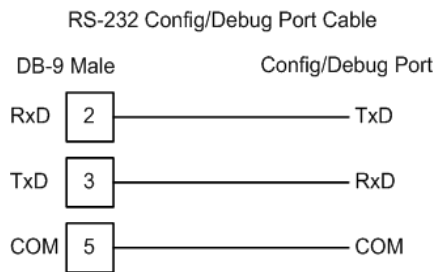 RS-232 Config/Debug Port Cable
DB-9 Male Config/Debug Port
RxD 2 TxD
TxD 3 RxD
COM 5 COM